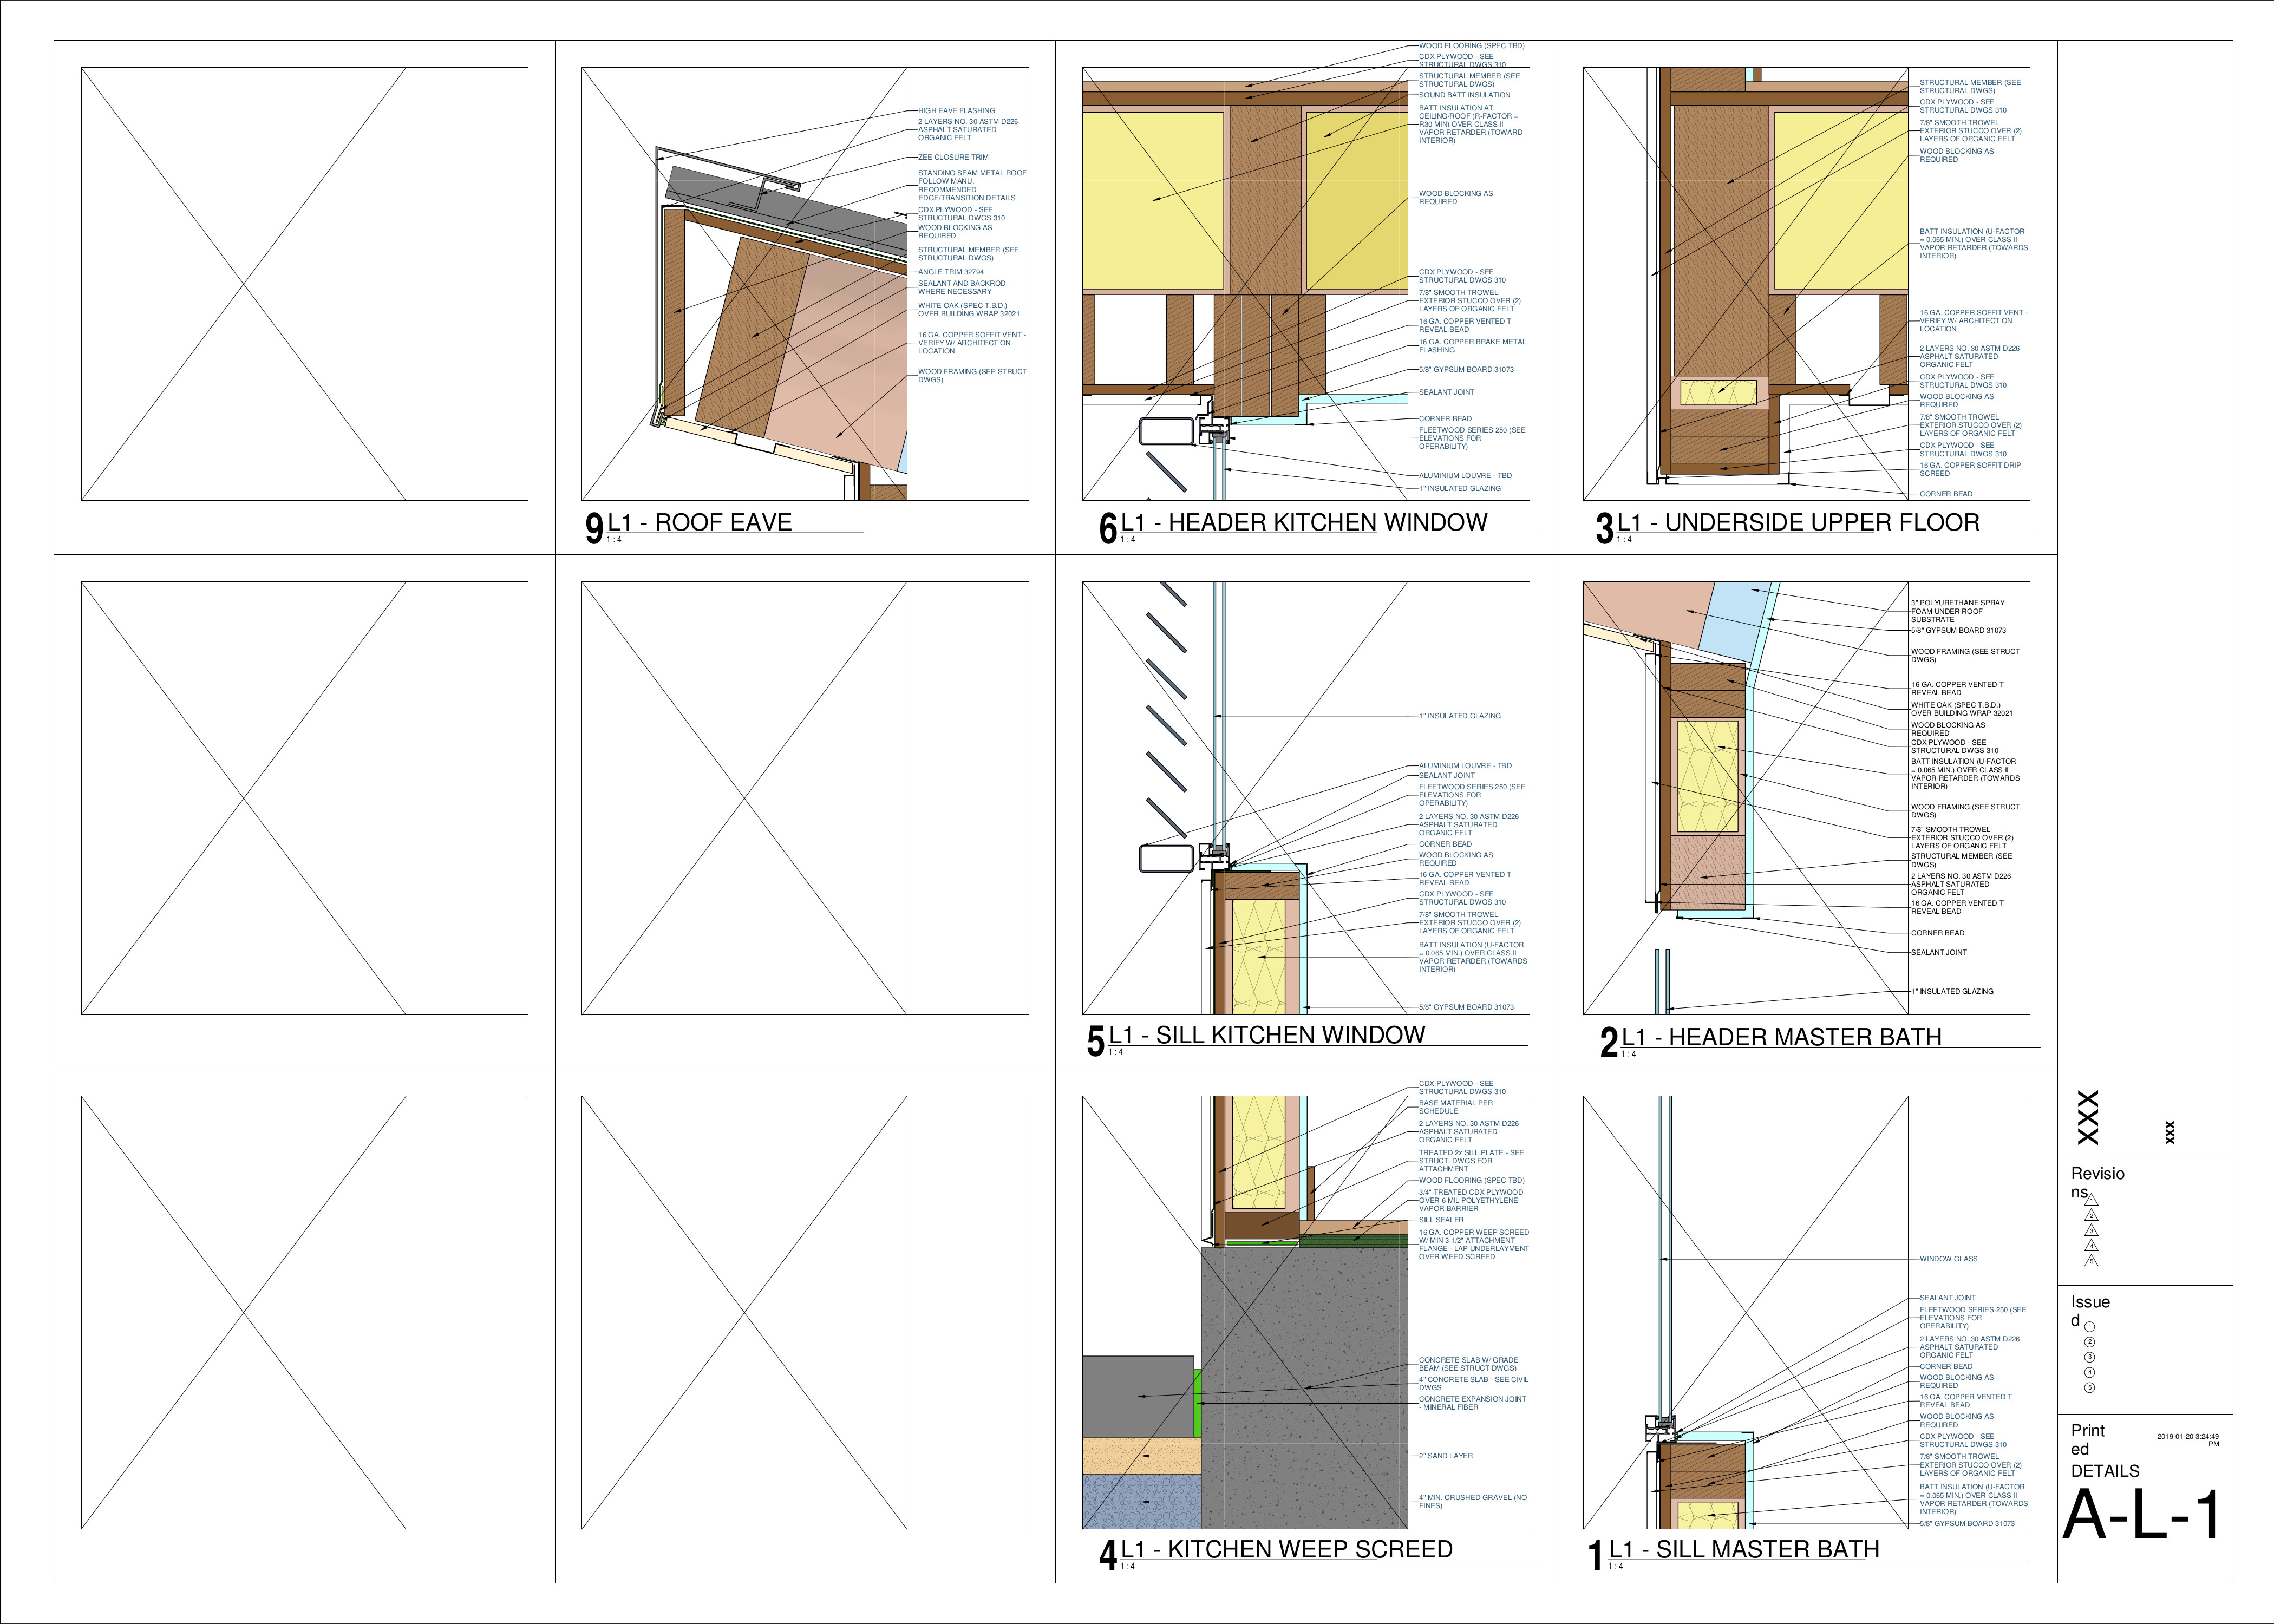 HIGH EAVE FLASHING
2 LAYERS NO. 30 ASTM D226
ASPHALT SATURATED
ORGANIC FELT
ZEE CLOSURE TRIM
STANDING SEAM METAL ROOF
FOLLOW MANU.
RECOMMENDED
EDGE/TRANSITION DETAILS
CDX PLYWOOD - SEE
STRUCTURAL DWGS 310
WOOD BLOCKING AS
REQUIRED
STRUCTURAL MEMBER (SEE
STRUCTURAL DWGS)
ANGLE TRIM 32794
SEALANT AND BACKROD
WHERE NECESSARY
WHITE OAK (SPEC T.B.D.)
OVER BUILDING WRAP 32021
16 GA. COPPER SOFFIT VENT -
VERIFY W/ ARCHITECT ON
LOCATION
WOOD FRAMING (SEE STRUCT
DWGS)
9 L1 - ROOF EAVE
1 : 4
WOOD FLOORING (SPEC TBD)
CDX PLYWOOD - SEE
STRUCTURAL DWGS 310
STRUCTURAL MEMBER (SEE
STRUCTURAL DWGS)
SOUND BATT INSULATION
BATT INSULATION AT
CEILING/ROOF (R-FACTOR =
R30 MIN) OVER CLASS II
VAPOR RETARDER (TOWARD
INTERIOR)
WOOD BLOCKING AS
REQUIRED
CDX PLYWOOD - SEE
STRUCTURAL DWGS 310
7/8" SMOOTH TROWEL
EXTERIOR STUCCO OVER (2)
LAYERS OF ORGANIC FELT
16 GA. COPPER VENTED T
REVEAL BEAD
16 GA. COPPER BRAKE METAL
FLASHING
5/8" GYPSUM BOARD 31073
SEALANT JOINT
CORNER BEAD
FLEETWOOD SERIES 250 (SEE
ELEVATIONS FOR
OPERABILITY)
ALUMINIUM LOUVRE - TBD
1" INSULATED GLAZING
6 L1 - HEADER KITCHEN WINDOW
1 : 4
STRUCTURAL MEMBER (SEE
STRUCTURAL DWGS)
CDX PLYWOOD - SEE
STRUCTURAL DWGS 310
7/8" SMOOTH TROWEL
EXTERIOR STUCCO OVER (2)
LAYERS OF ORGANIC FELT
WOOD BLOCKING AS
REQUIRED
BATT INSULATION (U-FACTOR
= 0.065 MIN.) OVER CLASS II
VAPOR RETARDER (TOWARDS
INTERIOR)
16 GA. COPPER SOFFIT VENT -
VERIFY W/ ARCHITECT ON
LOCATION
2 LAYERS NO. 30 ASTM D226
ASPHALT SATURATED
ORGANIC FELT
CDX PLYWOOD - SEE
STRUCTURAL DWGS 310
WOOD BLOCKING AS
REQUIRED
7/8" SMOOTH TROWEL
EXTERIOR STUCCO OVER (2)
LAYERS OF ORGANIC FELT
CDX PLYWOOD - SEE
STRUCTURAL DWGS 310
16 GA. COPPER SOFFIT DRIP
SCREED
CORNER BEAD
3 L1 - UNDERSIDE UPPER FLOOR
1 : 4
1" INSULATED GLAZING
ALUMINIUM LOUVRE - TBD
SEALANT JOINT
FLEETWOOD SERIES 250 (SEE
ELEVATIONS FOR
OPERABILITY)
2 LAYERS NO. 30 ASTM D226
ASPHALT SATURATED
ORGANIC FELT
CORNER BEAD
WOOD BLOCKING AS
REQUIRED
16 GA. COPPER VENTED T
REVEAL BEAD
CDX PLYWOOD - SEE
STRUCTURAL DWGS 310
7/8" SMOOTH TROWEL
EXTERIOR STUCCO OVER (2)
LAYERS OF ORGANIC FELT
BATT INSULATION (U-FACTOR
= 0.065 MIN.) OVER CLASS II
VAPOR RETARDER (TOWARDS
INTERIOR)
5/8" GYPSUM BOARD 31073
5 L1 - SILL KITCHEN WINDOW
1 : 4
3" POLYURETHANE SPRAY
FOAM UNDER ROOF
SUBSTRATE
5/8" GYPSUM BOARD 31073
WOOD FRAMING (SEE STRUCT
DWGS)
16 GA. COPPER VENTED T
REVEAL BEAD
WHITE OAK (SPEC T.B.D.)
OVER BUILDING WRAP 32021
WOOD BLOCKING AS
REQUIRED
CDX PLYWOOD - SEE
STRUCTURAL DWGS 310
BATT INSULATION (U-FACTOR
= 0.065 MIN.) OVER CLASS II
VAPOR RETARDER (TOWARDS
INTERIOR)
WOOD FRAMING (SEE STRUCT
DWGS)
7/8" SMOOTH TROWEL
EXTERIOR STUCCO OVER (2)
LAYERS OF ORGANIC FELT
STRUCTURAL MEMBER (SEE
DWGS)
2 LAYERS NO. 30 ASTM D226
ASPHALT SATURATED
ORGANIC FELT
16 GA. COPPER VENTED T
REVEAL BEAD
CORNER BEAD
SEALANT JOINT
1" INSULATED GLAZING
2 L1 - HEADER MASTER BATH
1 : 4
CDX PLYWOOD - SEE
STRUCTURAL DWGS 310
BASE MATERIAL PER
SCHEDULE
2 LAYERS NO. 30 ASTM D226
ASPHALT SATURATED
ORGANIC FELT
TREATED 2x SILL PLATE - SEE
STRUCT. DWGS FOR
ATTACHMENT
WOOD FLOORING (SPEC TBD)
3/4" TREATED CDX PLYWOOD
OVER 6 MIL POLYETHYLENE
VAPOR BARRIER
SILL SEALER
16 GA. COPPER WEEP SCREED
W/ MIN 3 1/2" ATTACHMENT
FLANGE - LAP UNDERLAYMENT
OVER WEED SCREED
CONCRETE SLAB W/ GRADE
BEAM (SEE STRUCT DWGS)
4" CONCRETE SLAB - SEE CIVIL
DWGS
CONCRETE EXPANSION JOINT
- MINERAL FIBER
2" SAND LAYER
4" MIN. CRUSHED GRAVEL (NO
FINES)
4 L1 - KITCHEN WEEP SCREED
1 : 4
WINDOW GLASS
SEALANT JOINT
FLEETWOOD SERIES 250 (SEE
ELEVATIONS FOR
OPERABILITY)
2 LAYERS NO. 30 ASTM D226
ASPHALT SATURATED
ORGANIC FELT
CORNER BEAD
WOOD BLOCKING AS
REQUIRED
16 GA. COPPER VENTED T
REVEAL BEAD
WOOD BLOCKING AS
REQUIRED
CDX PLYWOOD - SEE
STRUCTURAL DWGS 310
7/8" SMOOTH TROWEL
EXTERIOR STUCCO OVER (2)
LAYERS OF ORGANIC FELT
BATT INSULATION (U-FACTOR
= 0.065 MIN.) OVER CLASS II
VAPOR RETARDER (TOWARDS
INTERIOR)
5/8" GYPSUM BOARD 31073
1 L1 - SILL MASTER BATH
1 : 4
XXX
xxx
Revisio
ns
1
2
3
4
5
Issue
d
1
2
3
4
5
Print
ed
2019-01-20 3:24:49
PM
DETAILS
A-L-1